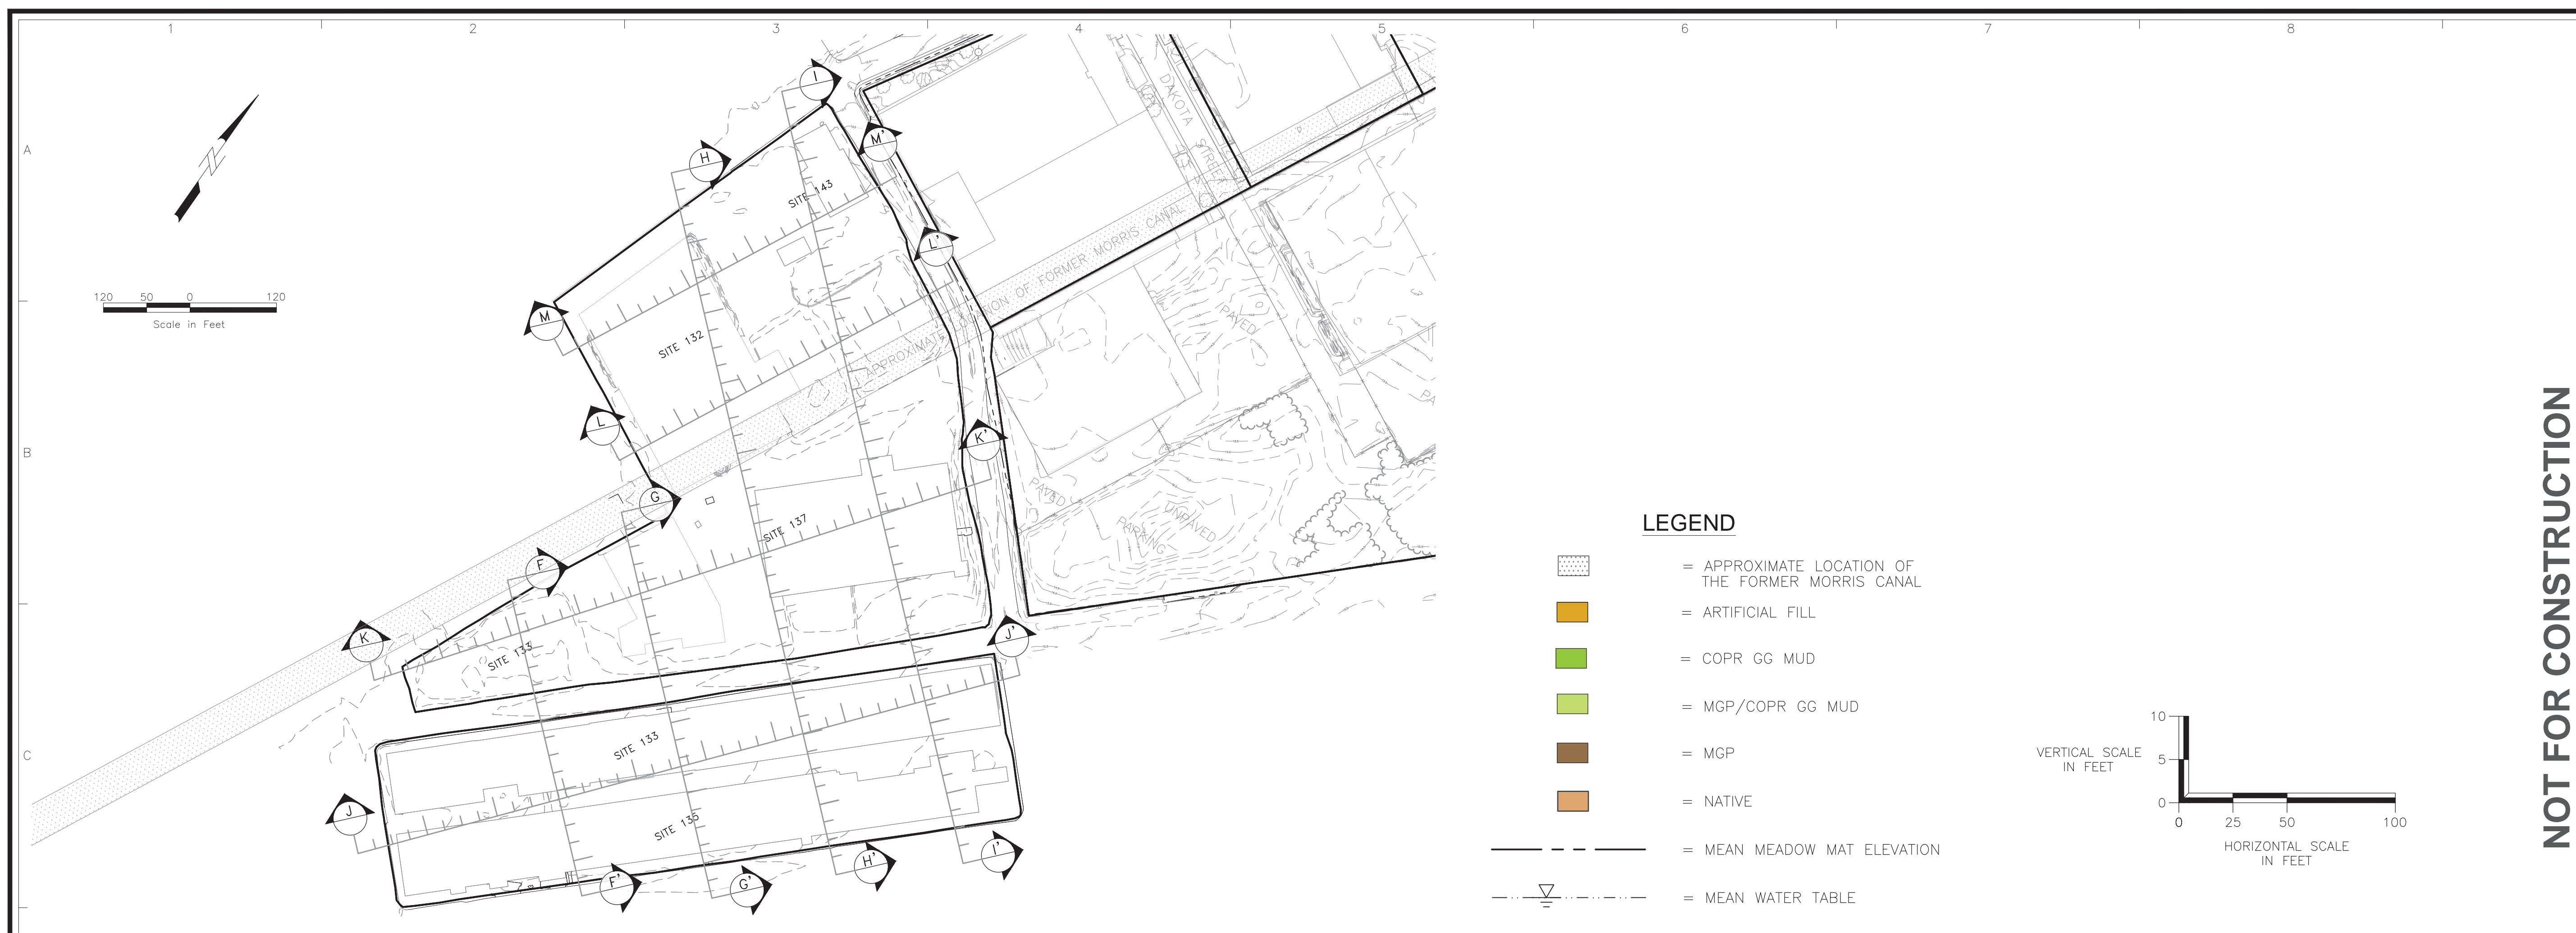 1 2 3 4 5 6 7 8
A
B
C
I
H
M'
DAKOTA STREET
SITE 143
L'
120 50 0 120
Scale in Feet
M
SITE 132
APPROXIMATE LOCATION OF FORMER MORRIS CANAL
PAVED
L
K'
G
PAVED
PARKING
UNPAVED
SITE 137
F
K
J'
SITE 133
SITE 133
J
SITE 135
F'
G'
H'
I'
PA
LEGEND
= APPROXIMATE LOCATION OF
THE FORMER MORRIS CANAL
= ARTIFICIAL FILL
= COPR GG MUD
= MGP/COPR GG MUD
= MGP
= NATIVE
= MEAN MEADOW MAT ELEVATION
= MEAN WATER TABLE
10
5
0
VERTICAL SCALE
IN FEET
0 25 50 100
HORIZONTAL SCALE
IN FEET
NOT FOR CONSTRUCTION